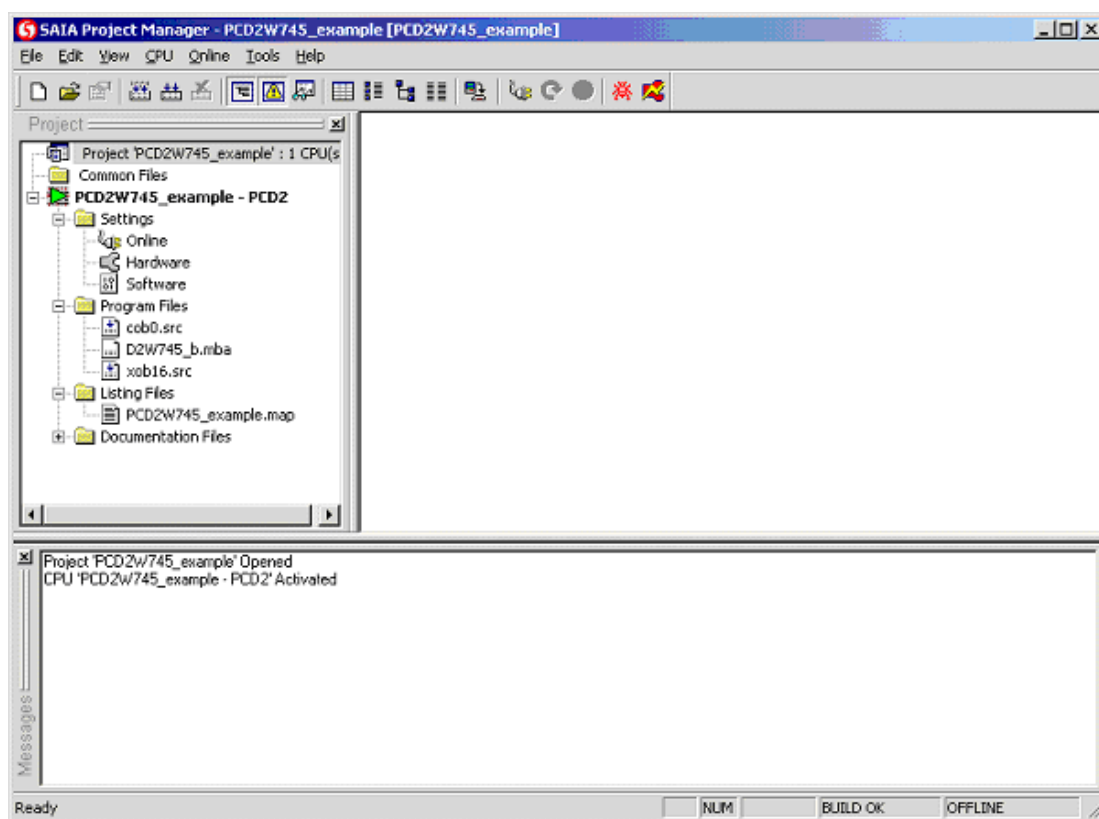 SAIA Project Manager - PCD2W745_example [PCD2W745_example]
File Edit View CPU Online Tools Help
Project
Project 'PCD2W745_example' : 1 CPU(s
Common Files
PCD2W745_example - PCD2
Settings
Online
Hardware
Software
Program Files
cob0.src
D2W745_b.mba
xob16.src
Listing Files
PCD2W745_example.map
Documentation Files
Project 'PCD2W745_example' Opened
CPU 'PCD2W745_example - PCD2' Activated
Messages
Ready NUM BUILD OK OFFLINE